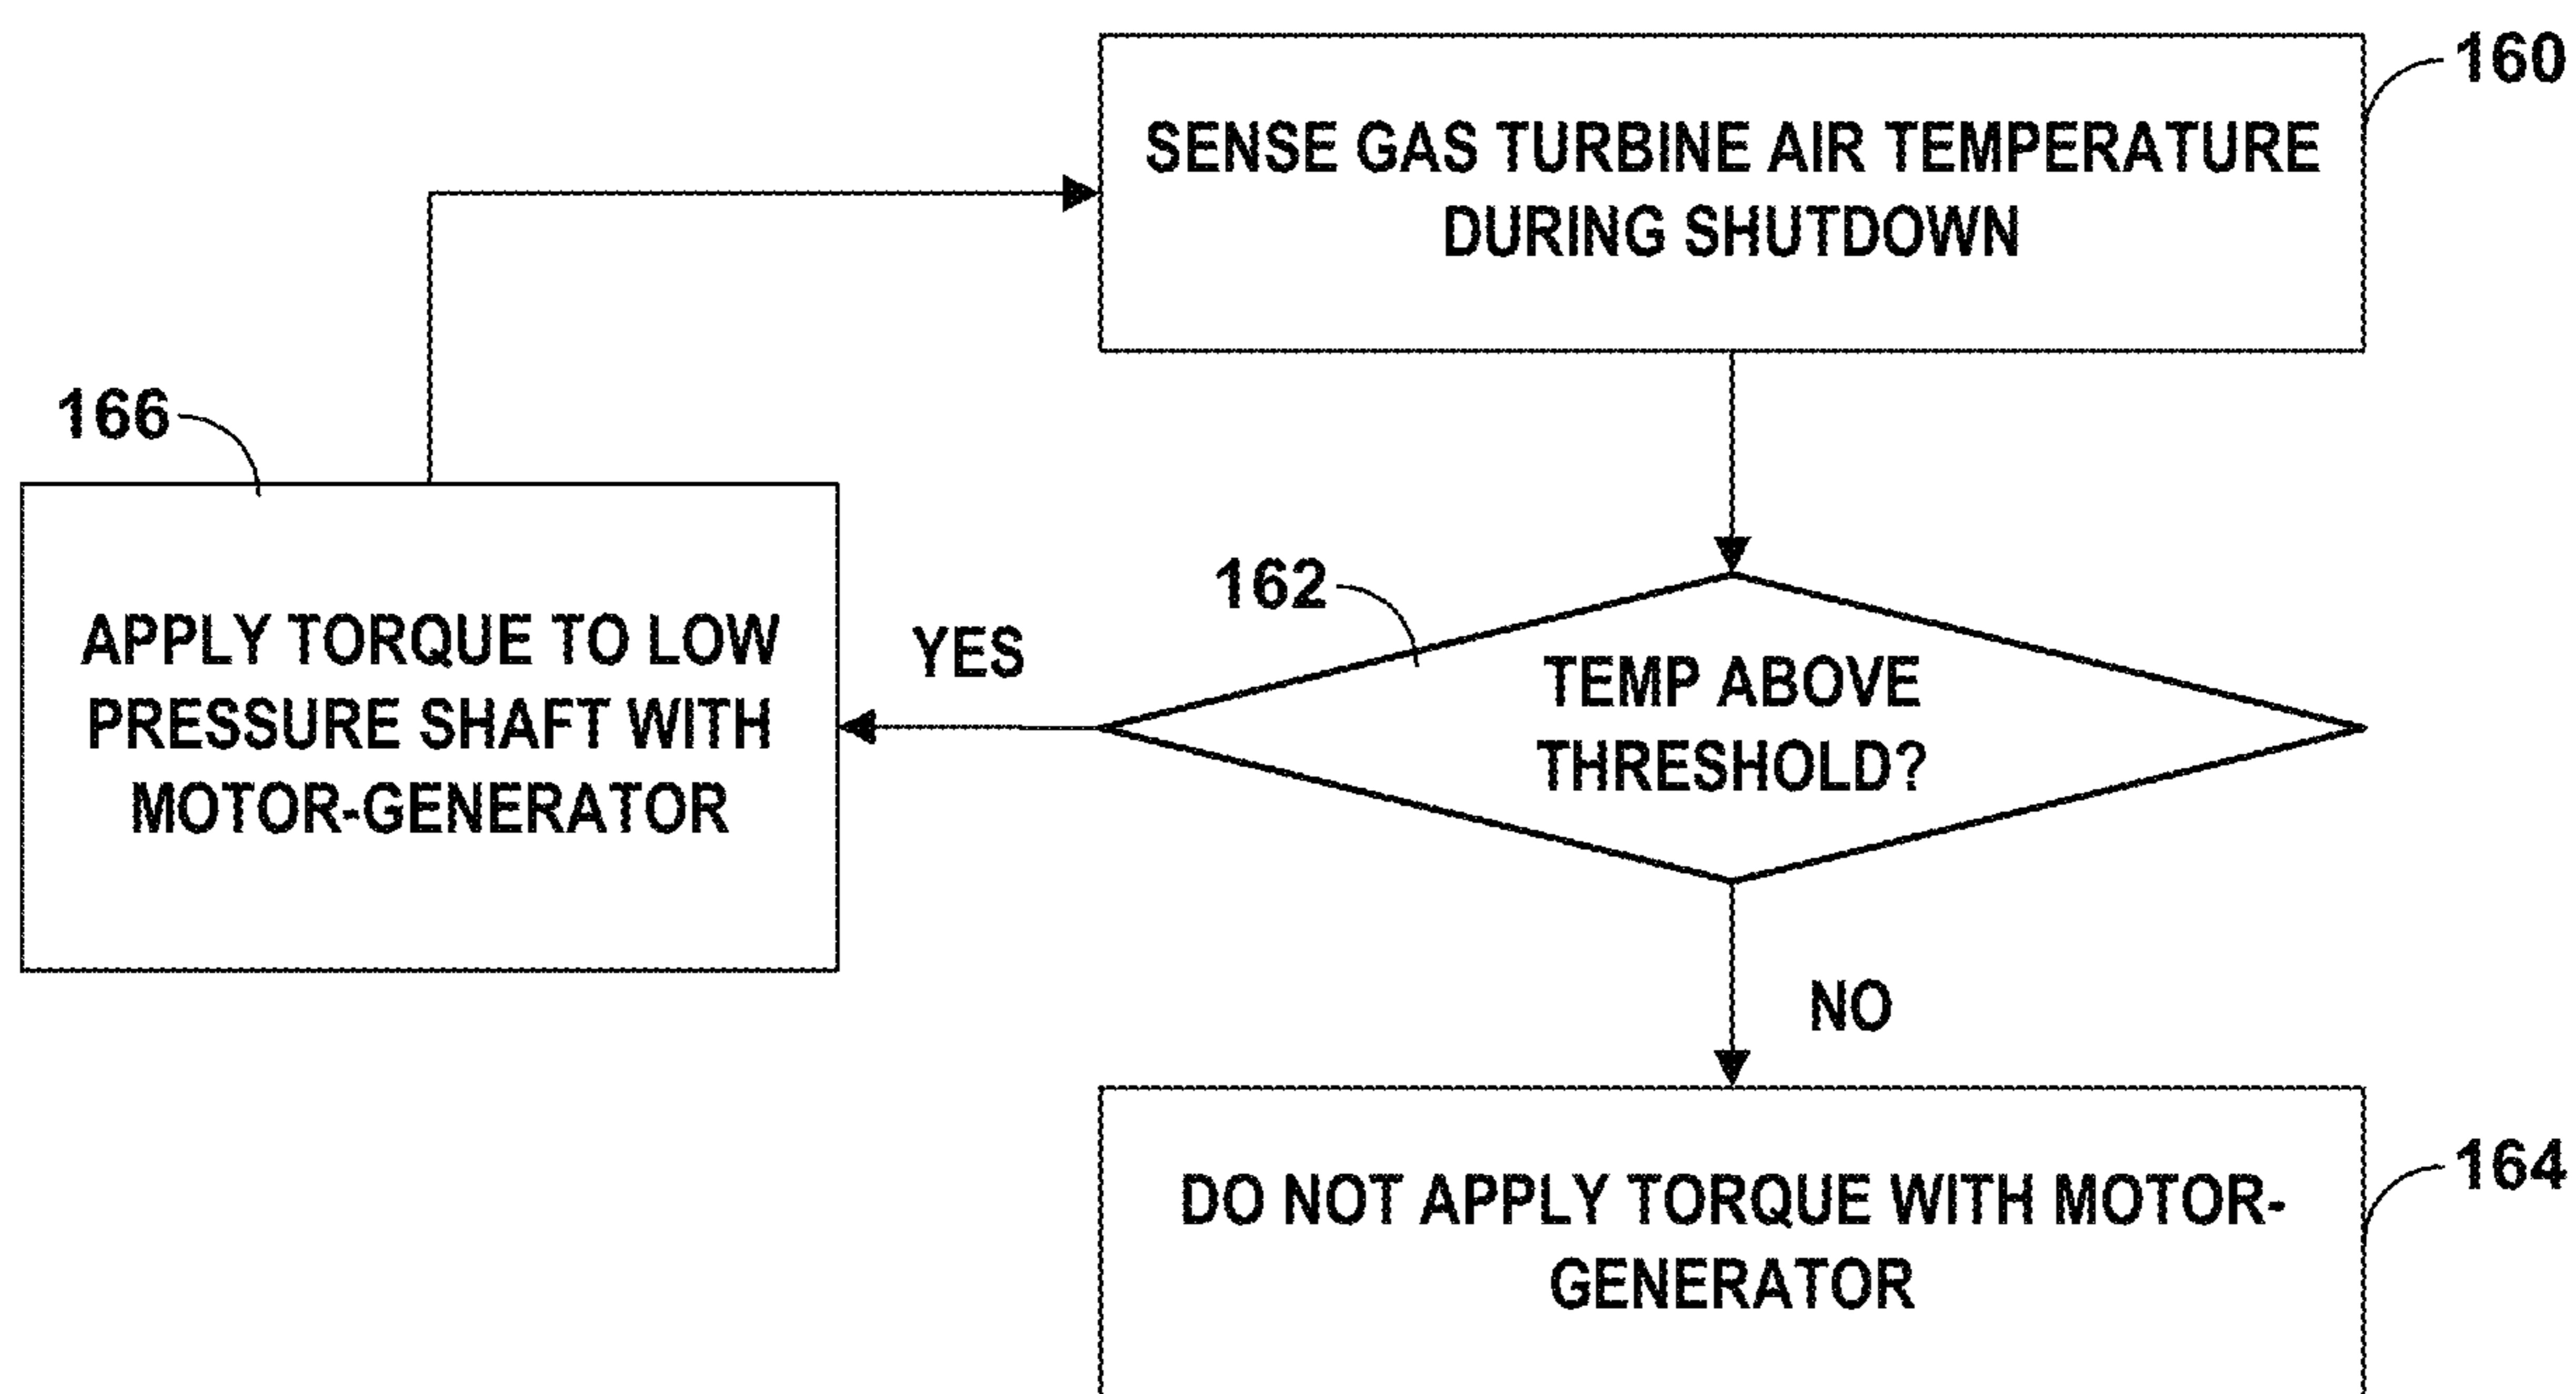 160
SENSE GAS TURBINE AIR TEMPERATURE
DURING SHUTDOWN
166
APPLY TORQUE TO LOW
PRESSURE SHAFT WITH
MOTOR-GENERATOR
YES
162
TEMP ABOVE
THRESHOLD?
NO
164
DO NOT APPLY TORQUE WITH MOTOR-
GENERATOR